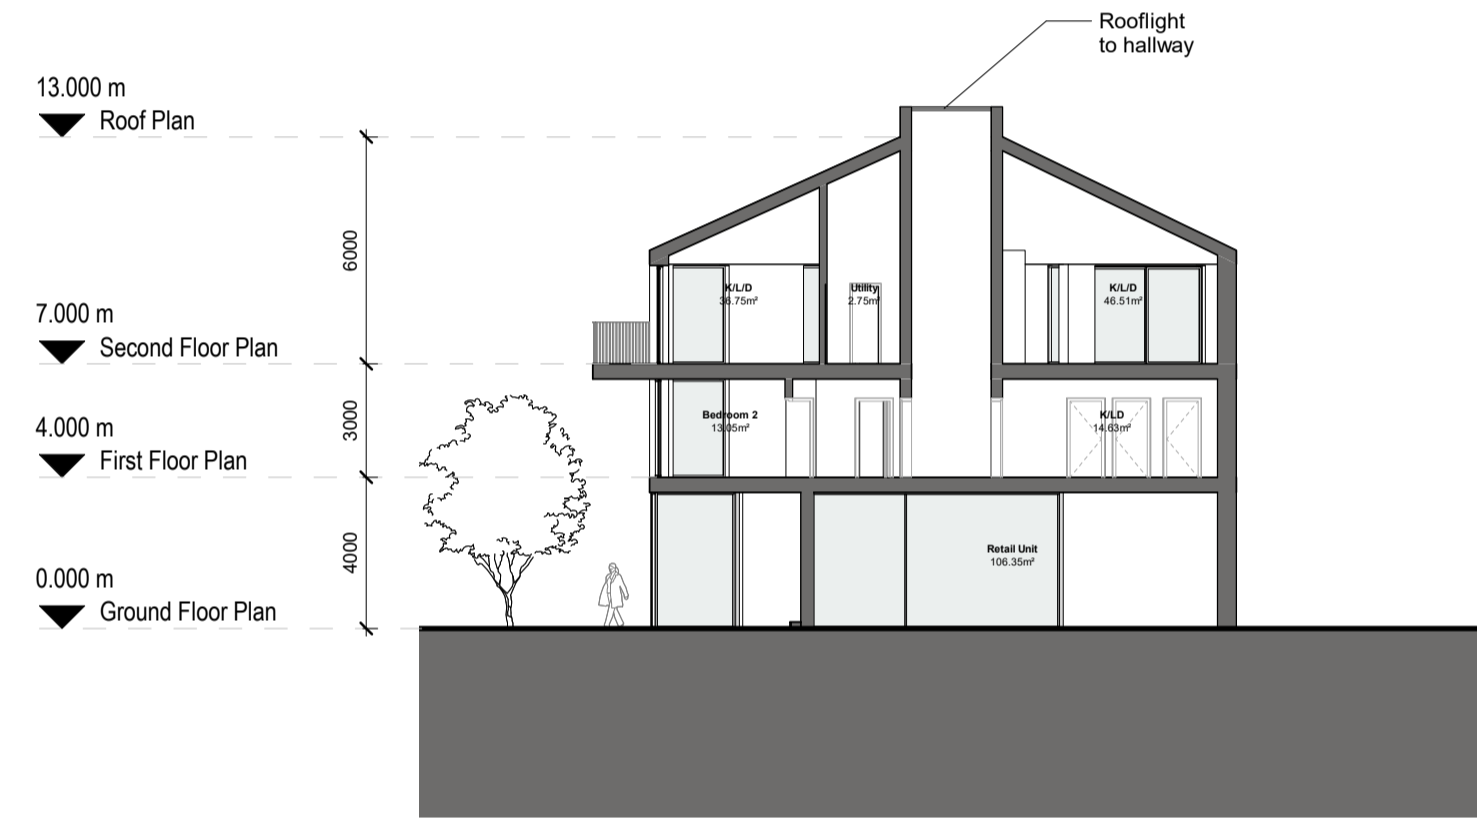 Rooflight
to hallway
13.000 m
Roof Plan
6000
7.000 m
Second Floor Plan
K/L/D
36.75m²
Utility
2.75m²
K/L/D
46.51m²
3000
4.000 m
First Floor Plan
Bedroom 2
13.05m²
K/LD
14.63m²
4000
0.000 m
Ground Floor Plan
Retail Unit
106.35m²